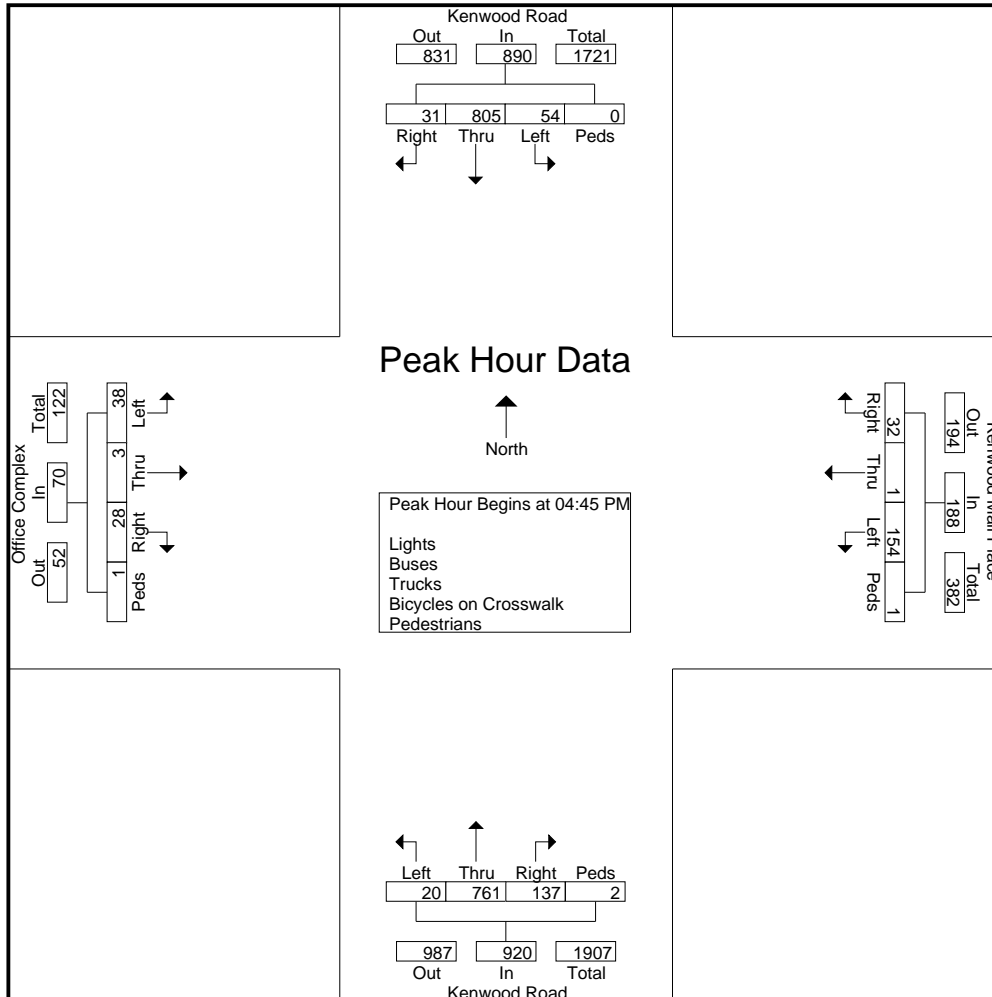 Kenwood Road
Out In Total
831 890 1721
31 805 54 0
Right Thru Left Peds
Peak Hour Data
North
Peak Hour Begins at 04:45 PM
Lights
Buses
Trucks
Bicycles on Crosswalk
Pedestrians
Office Complex
Out In Total
52 70 122
1 28 3 38
Peds Right Thru Left
Kenwood Place
Out In Total
194 188 382
32 1 154 1
Right Thru Left Peds
Left Thru Right Peds
20 761 137 2
987 920 1907
Out In Total
Kenwood Road